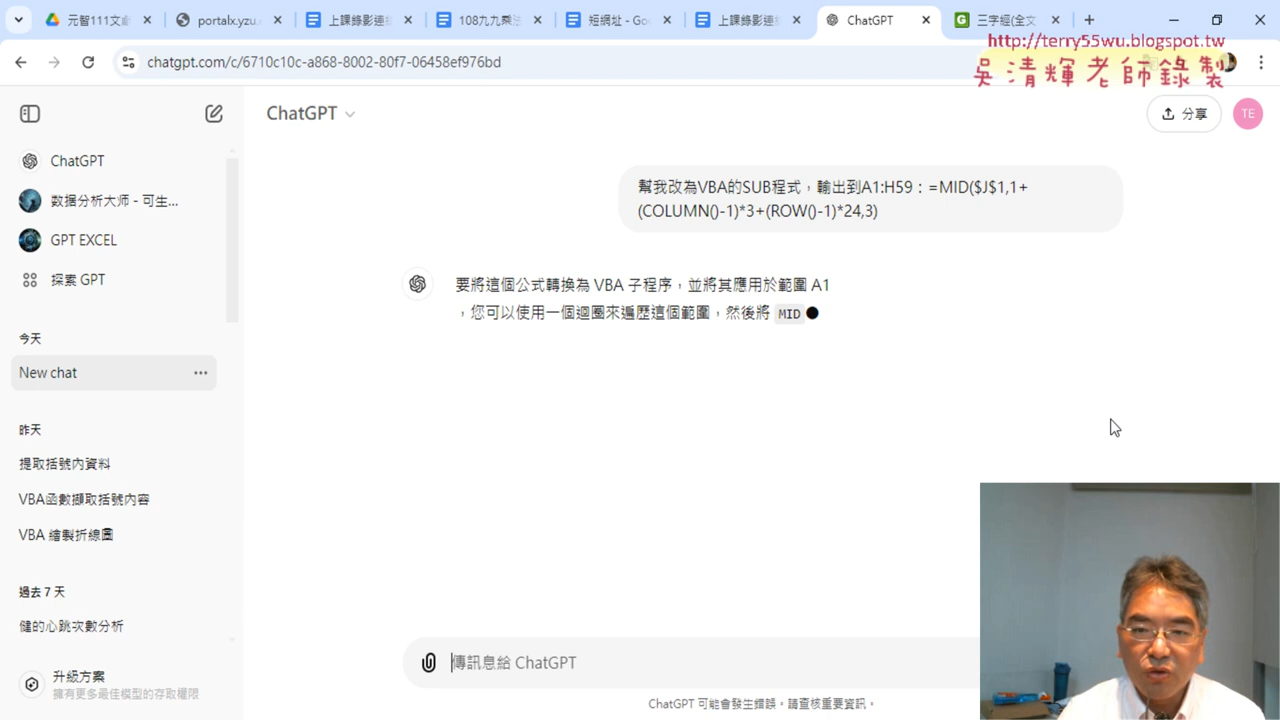 元智111文
portalx.yzu.
上課錄影連
108九九乘法
短網址 - Go
上課錄影連
ChatGPT
三字經(全文
http://terry55wu.blogspot.tw
chatgpt.com/c/6710c10c-a868-8002-80f7-06458ef976bd
吳清輝老師錄製
ChatGPT
分享
TE
ChatGPT
数据分析大师 - 可生...
GPT EXCEL
探索 GPT
今天
New chat
昨天
提取括號內資料
VBA函數擷取括號內容
VBA 繪製折線圖
過去 7 天
健的心跳次數分析
升級方案
擁有更多最佳模型的存取權限
幫我改為VBA的SUB程式，輸出到A1:H59：=MID($J$1,1+
(COLUMN()-1)*3+(ROW()-1)*24,3)
要將這個公式轉換為 VBA 子程序，並將其應用於範圍 A1
，您可以使用一個迴圈來遍歷這個範圍，然後將 MID
傳訊息給 ChatGPT
ChatGPT 可能會發生錯誤。請查核重要資訊。